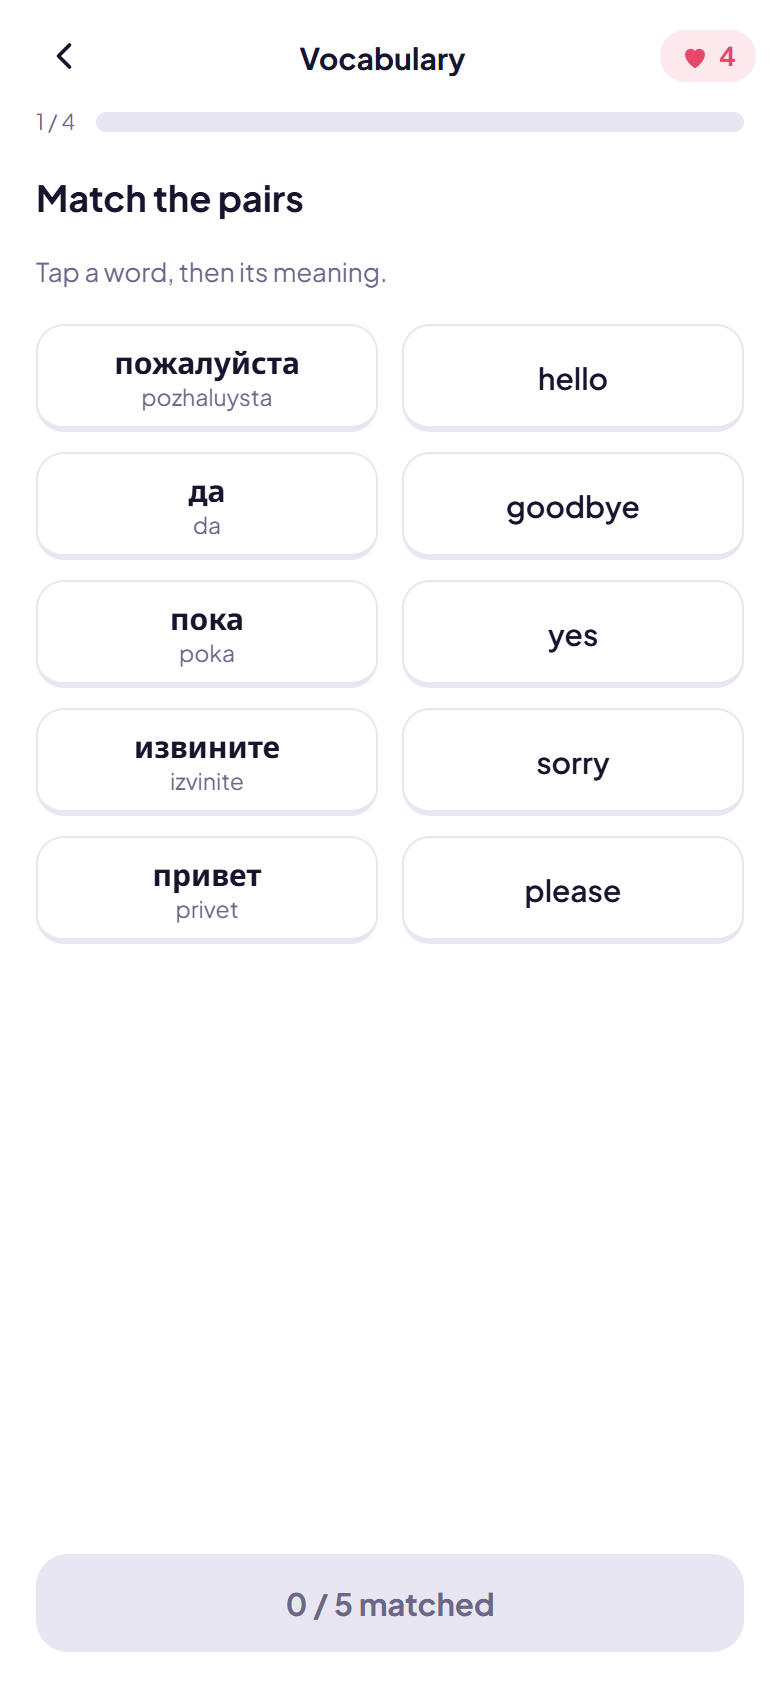 Vocabulary
4
1 / 4
Match the pairs
Tap a word, then its meaning.
пожалуйста
pozhaluysta
hello
да
da
goodbye
пока
poka
yes
извините
izvinite
sorry
привет
privet
please
0 / 5 matched